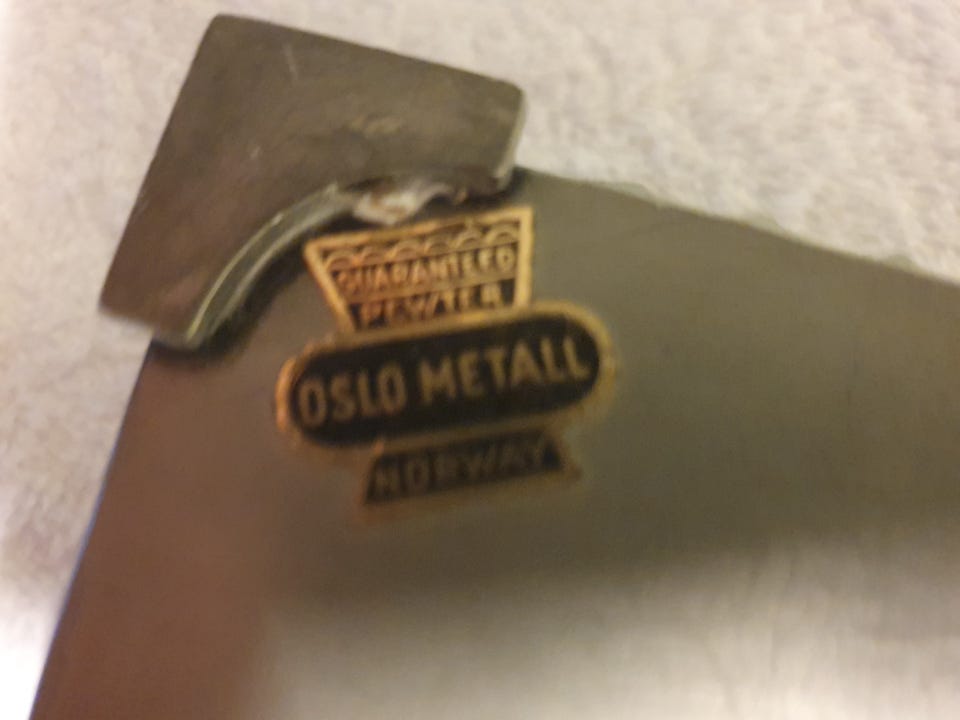 GUARANTEED
PEWTER
OSLO METALL
NORWAY